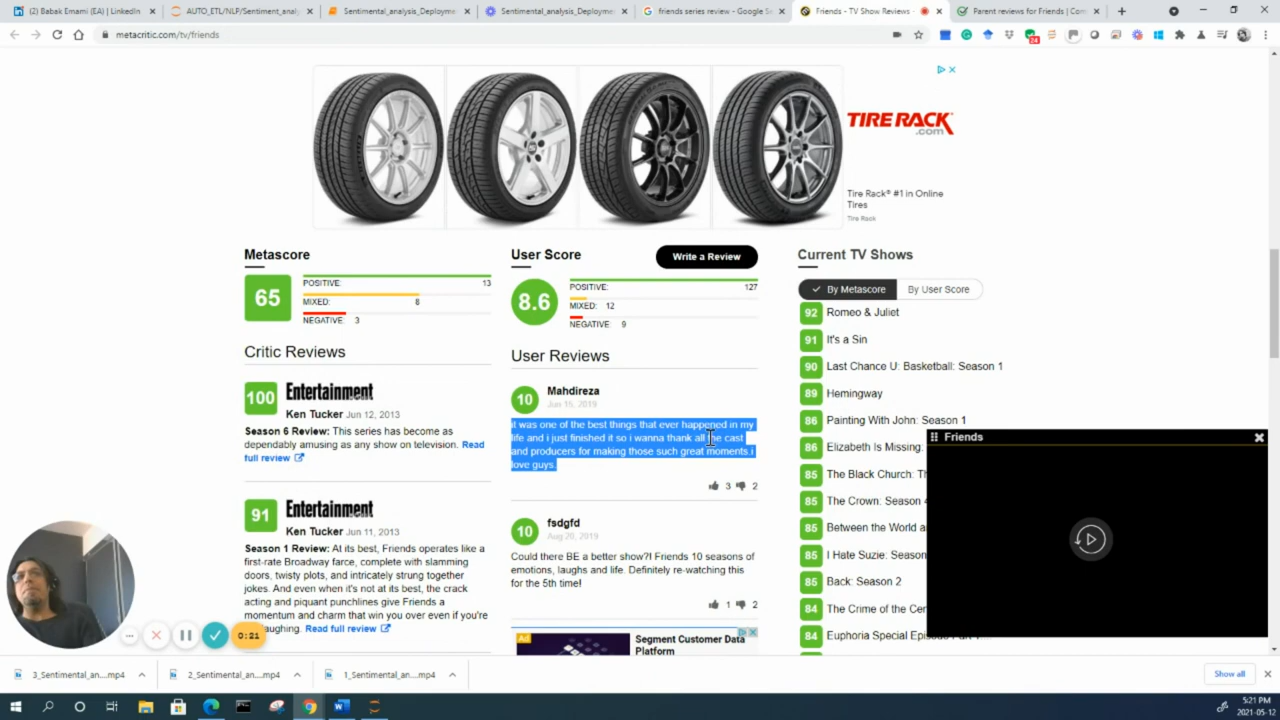 (2) Babak Emami (EA) | LinkedIn
AUTO_ETL/NLP/Sentiment_anal
Sentimental_analysis_Deployme
Sentimental_analysis_Deployme
friends series review - Google S
Friends - TV Show Reviews -
Parent reviews for Friends | Com
metacritic.com/tv/friends
24
TIRE RACK
.com
Tire Rack® #1 in Online
Tires
Tire Rack
Metascore
65
POSITIVE: 13
MIXED: 8
NEGATIVE: 3
Critic Reviews
100
Entertainment
Ken Tucker Jun 12, 2013
Season 6 Review: This series has become as
dependably amusing as any show on television. Read
full review
91
Entertainment
Ken Tucker Jun 11, 2013
Season 1 Review: At its best, Friends operates like a
first-rate Broadway farce, complete with slamming
doors, twisty plots, and intricately strung together
jokes. And even when it's not at its best, the crack
acting and piquant punchlines give Friends a
momentum and charm that win you over even if you're
aughing. Read full review
User Score
Write a Review
8.6
POSITIVE: 127
MIXED: 12
NEGATIVE: 9
User Reviews
10
Mahdireza
Jun 15, 2019
it was one of the best things that ever happened in my
life and i just finished it so i wanna thank all the cast
and producers for making those such great moments.i
love guys.
3 2
10
fsdgfd
Aug 20, 2019
Could there BE a better show?! Friends 10 seasons of
emotions, laughs and life. Definitely re-watching this
for the 5th time!
1 2
Ad
Segment Customer Data
Platform
Current TV Shows
By Metascore By User Score
92 Romeo & Juliet
91 It's a Sin
90 Last Chance U: Basketball: Season 1
89 Hemingway
86 Painting With John: Season 1
86 Elizabeth Is Missing:
85 The Black Church: Th
85 The Crown: Season 4
85 Between the World a
85 I Hate Suzie: Season
85 Back: Season 2
84 The Crime of the Cen
84 Euphoria Special Episode Part 1...
Friends
0:21
3_Sentimental_an....mp4
2_Sentimental_an....mp4
1_Sentimental_an....mp4
Show all
5:21 PM
2021-05-12